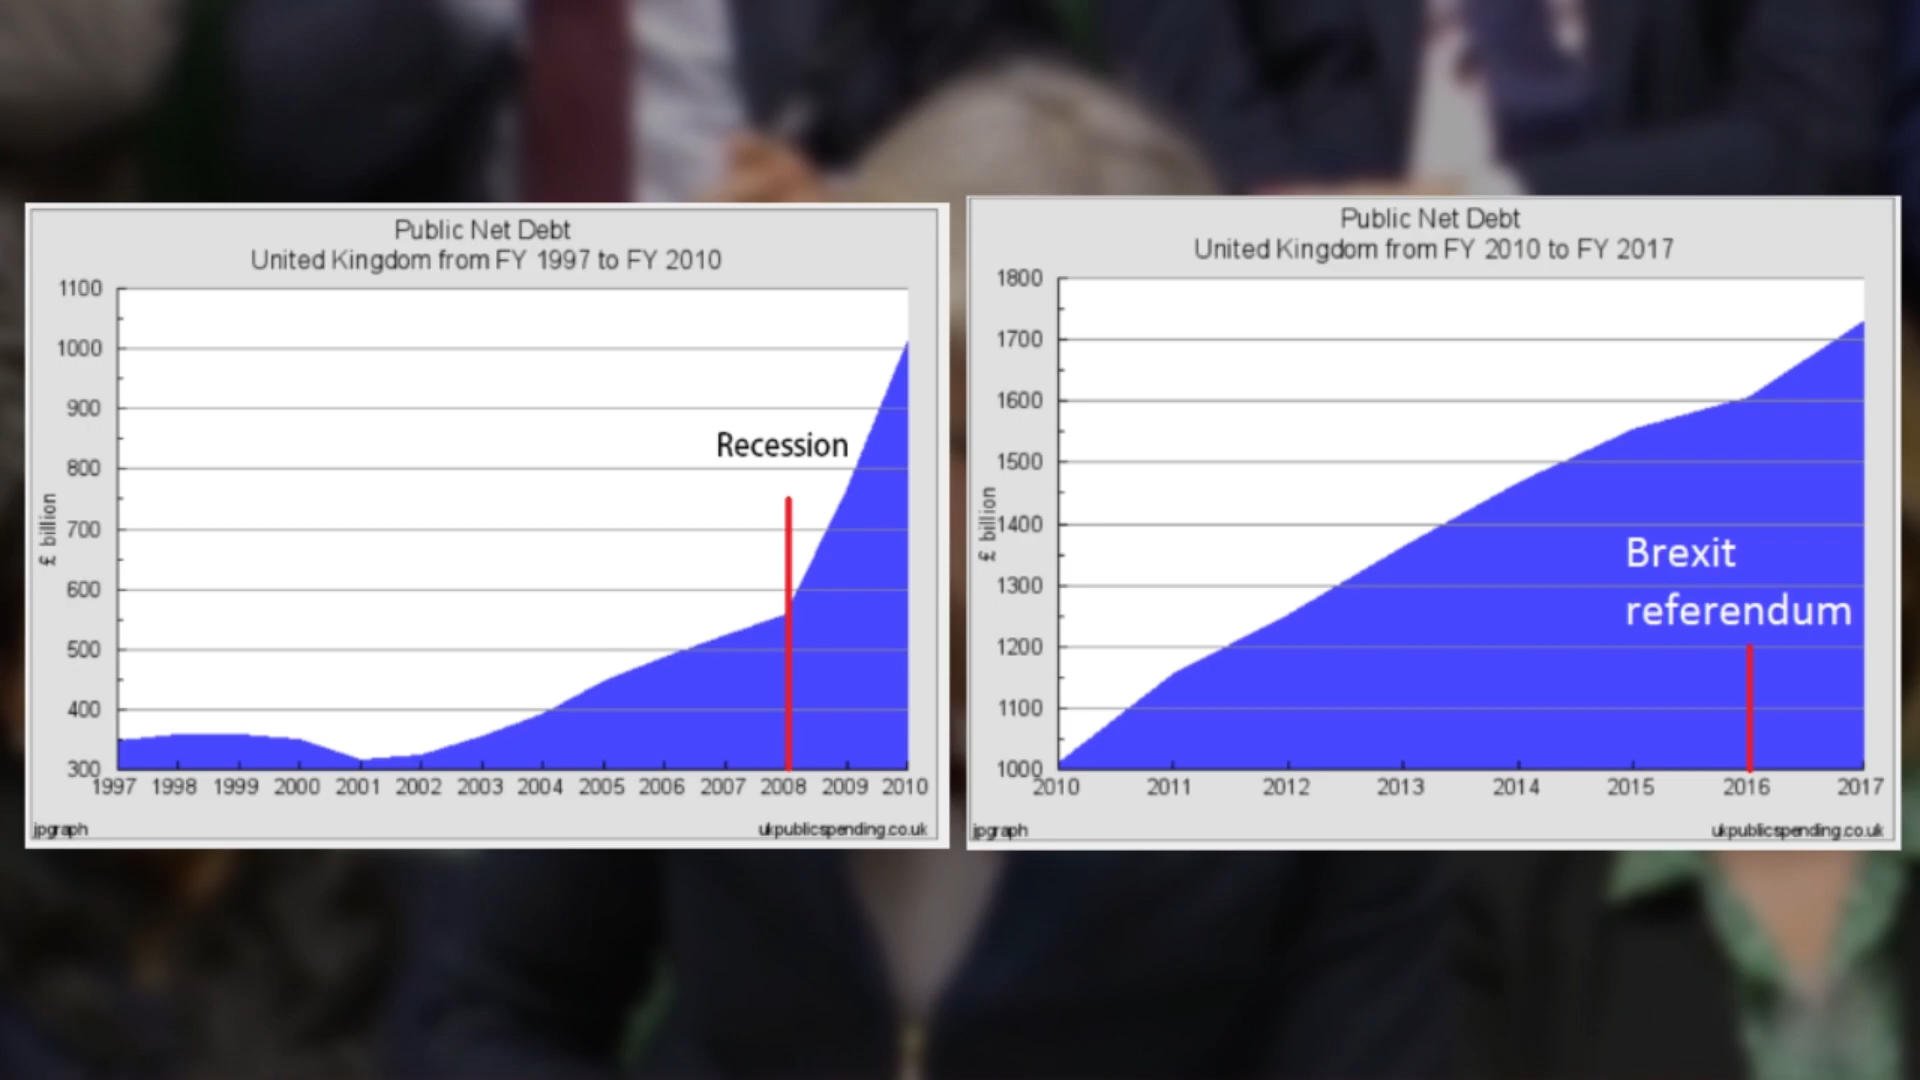 Public Net Debt
United Kingdom from FY 1997 to FY 2010
1100
1000
900
800
700
600
500
400
300
£ billion
Recession
1997 1998 1999 2000 2001 2002 2003 2004 2005 2006 2007 2008 2009 2010
jpgraph
ukpublicspending.co.uk
Public Net Debt
United Kingdom from FY 2010 to FY 2017
1800
1700
1600
1500
1400
1300
1200
1100
1000
£ billion
Brexit
referendum
2010 2011 2012 2013 2014 2015 2016 2017
jpgraph
ukpublicspending.co.uk